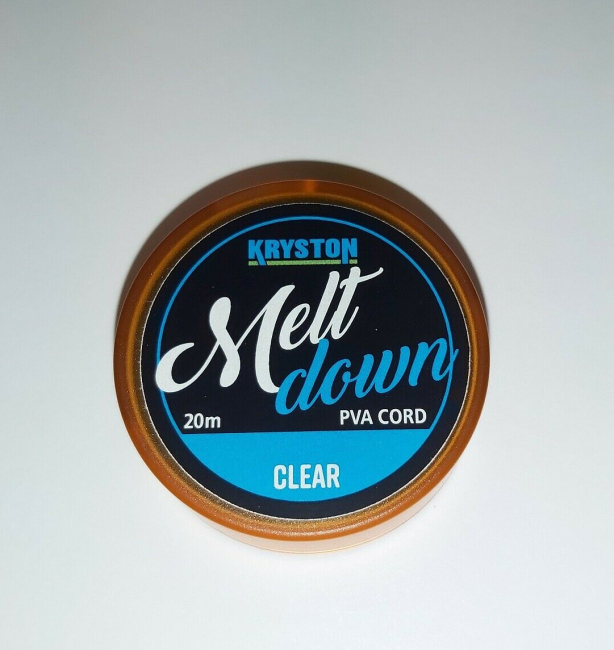 KRYSTON
Melt
down
20m PVA CORD
CLEAR